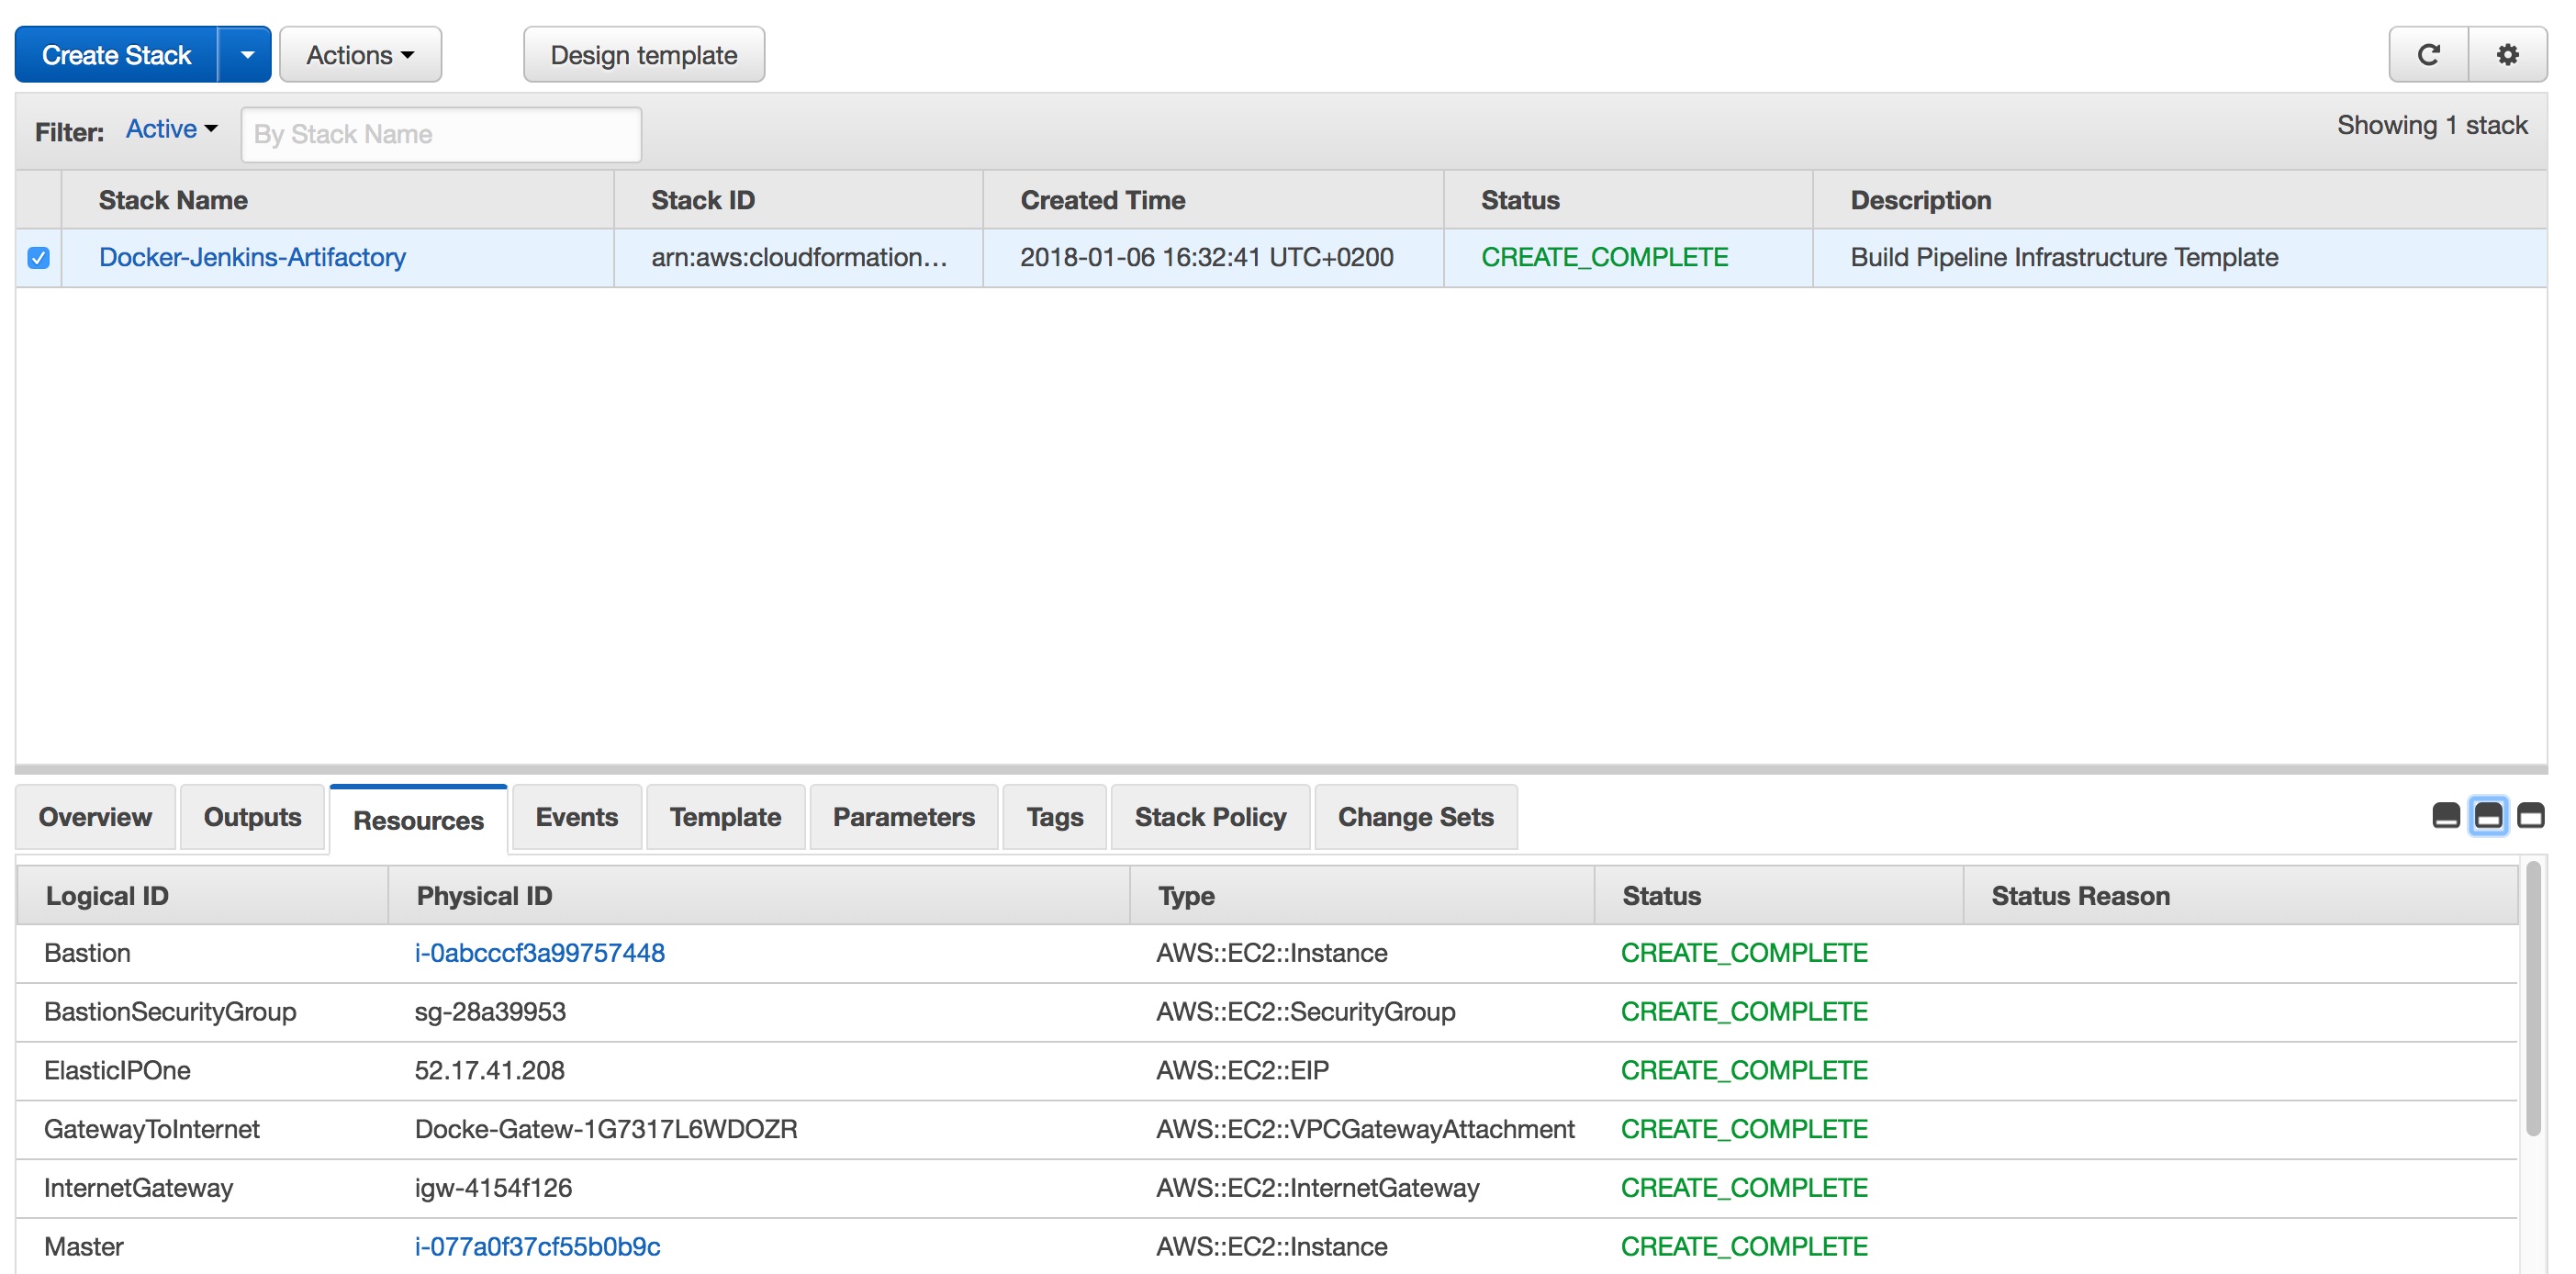 Create Stack Actions Design template
Filter: Active By Stack Name Showing 1 stack
Stack Name Stack ID Created Time Status Description
Docker-Jenkins-Artifactory arn:aws:cloudformation... 2018-01-06 16:32:41 UTC+0200 CREATE_COMPLETE Build Pipeline Infrastructure Template
Overview Outputs Resources Events Template Parameters Tags Stack Policy Change Sets
Logical ID Physical ID Type Status Status Reason
Bastion i-0abcccf3a99757448 AWS::EC2::Instance CREATE_COMPLETE
BastionSecurityGroup sg-28a39953 AWS::EC2::SecurityGroup CREATE_COMPLETE
ElasticIPOne 52.17.41.208 AWS::EC2::EIP CREATE_COMPLETE
GatewayToInternet Docke-Gatew-1G7317L6WDOZR AWS::EC2::VPCGatewayAttachment CREATE_COMPLETE
InternetGateway igw-4154f126 AWS::EC2::InternetGateway CREATE_COMPLETE
Master i-077a0f37cf55b0b9c AWS::EC2::Instance CREATE_COMPLETE